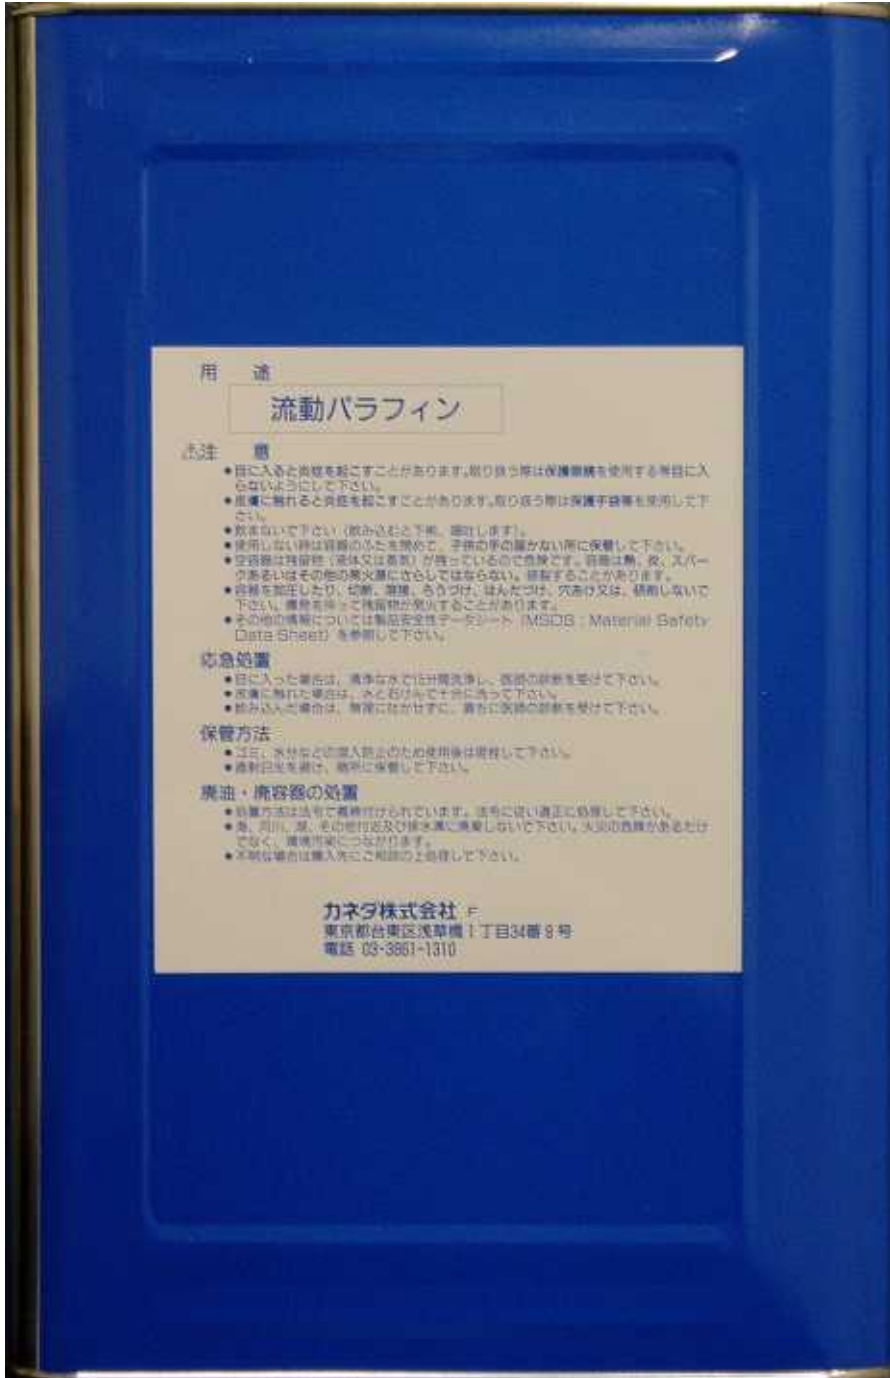 用　途
流動パラフィン
⚠注　意
●目に入ると炎症を起こすことがあります。取り扱う際は保護眼鏡を使用する等目に入
らないようにして下さい。
●皮膚に触れると炎症を起こすことがあります。取り扱う際は保護手袋等を使用して下
さい。
●飲まないで下さい（飲み込むと下痢、嘔吐します）。
●使用しない時は容器のふたを閉めて、子供の手の届かない所に保管して下さい。
●空容器は残留物（液体又は蒸気）が残っているので危険です。容器は熱、炎、スパー
クあるいはその他の発火源にさらしてはならない。破裂することがあります。
●容器を加圧したり、切断、溶接、ろうづけ、はんだづけ、穴あけ又は、研削しないで
下さい。爆発を伴って残留物が発火することがあります。
●その他の情報については製品安全性データシート（MSDS：Material Safety
Data Sheet）を参照して下さい。
応急処置
●目に入った場合は、清浄な水で15分間洗浄し、医師の診断を受けて下さい。
●皮膚に触れた場合は、水と石けんで十分に洗って下さい。
●飲み込んだ場合は、無理に吐かせずに、直ちに医師の診断を受けて下さい。
保管方法
●ゴミ、水分などの混入防止のため使用後は密栓して下さい。
●直射日光を避け、暗所に保管して下さい。
廃油・廃容器の処置
●処置方法は法令で義務付けられています。法令に従い適正に処理して下さい。
●海、河川、湖、その他付近及び排水溝に廃棄しないで下さい。火災の危険があるだけ
でなく、環境汚染につながります。
●不明な場合は購入先にご相談の上処理して下さい。
カネダ株式会社 F
東京都台東区浅草橋1丁目34番9号
電話 03-3861-1310